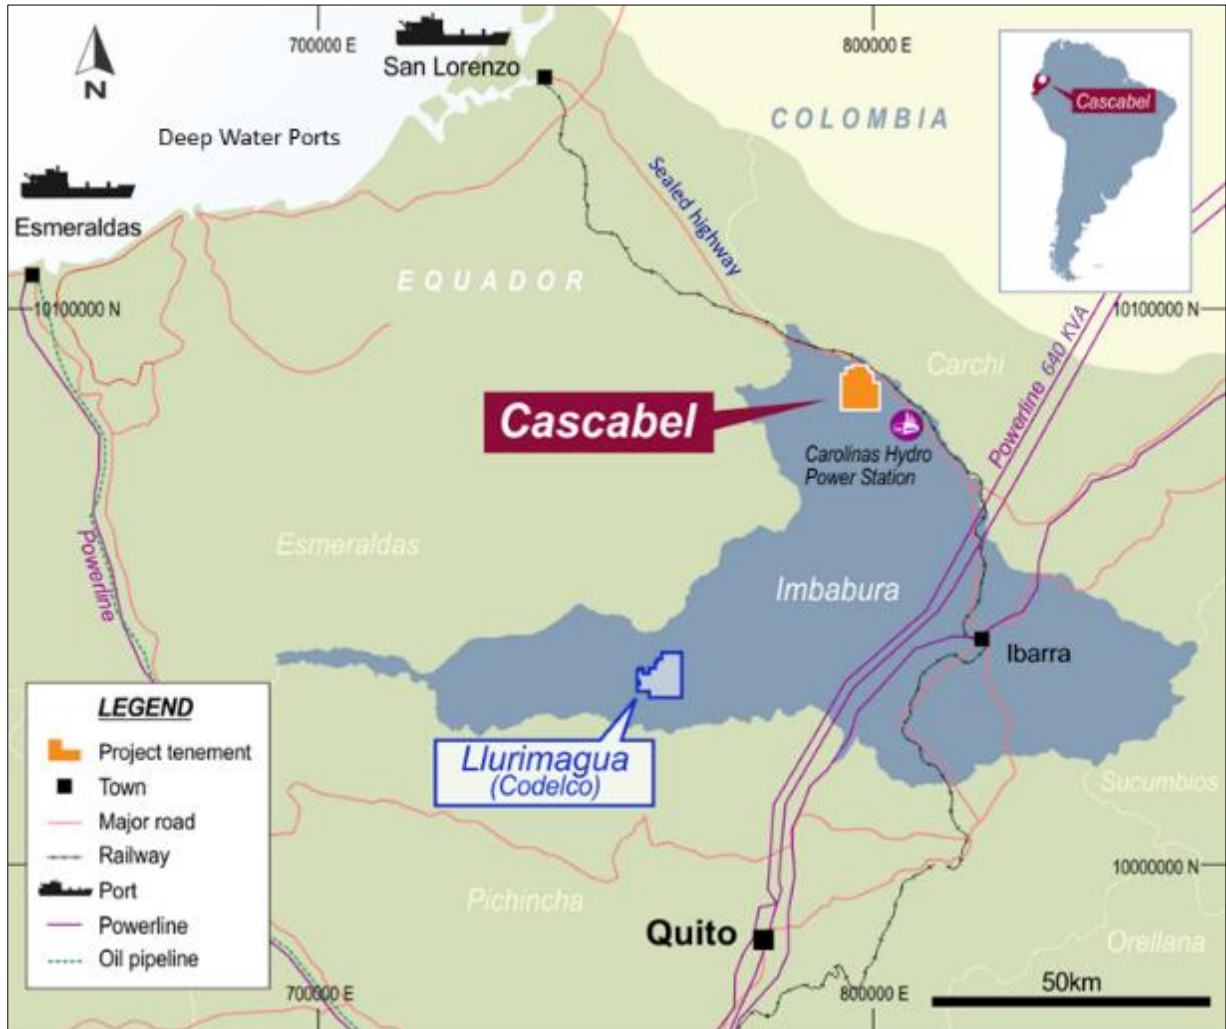 700000 E
800000 E
San Lorenzo
N
Deep Water Ports
COLOMBIA
Cascabel
Esmeraldas
Sealed highway
EQUADOR
10100000 N
10100000 N
Powerline 640 KVA
Carchi
Cascabel
Carolinas Hydro
Power Station
Esmeraldas
Powerline
Imbabura
Ibarra
Llurimagua
(Codelco)
LEGEND
Project tenement
Town
Major road
Railway
Port
Powerline
Oil pipeline
Sucumbios
10000000 N
Pichincha
Quito
Orellana
700000 E
800000 E
50km